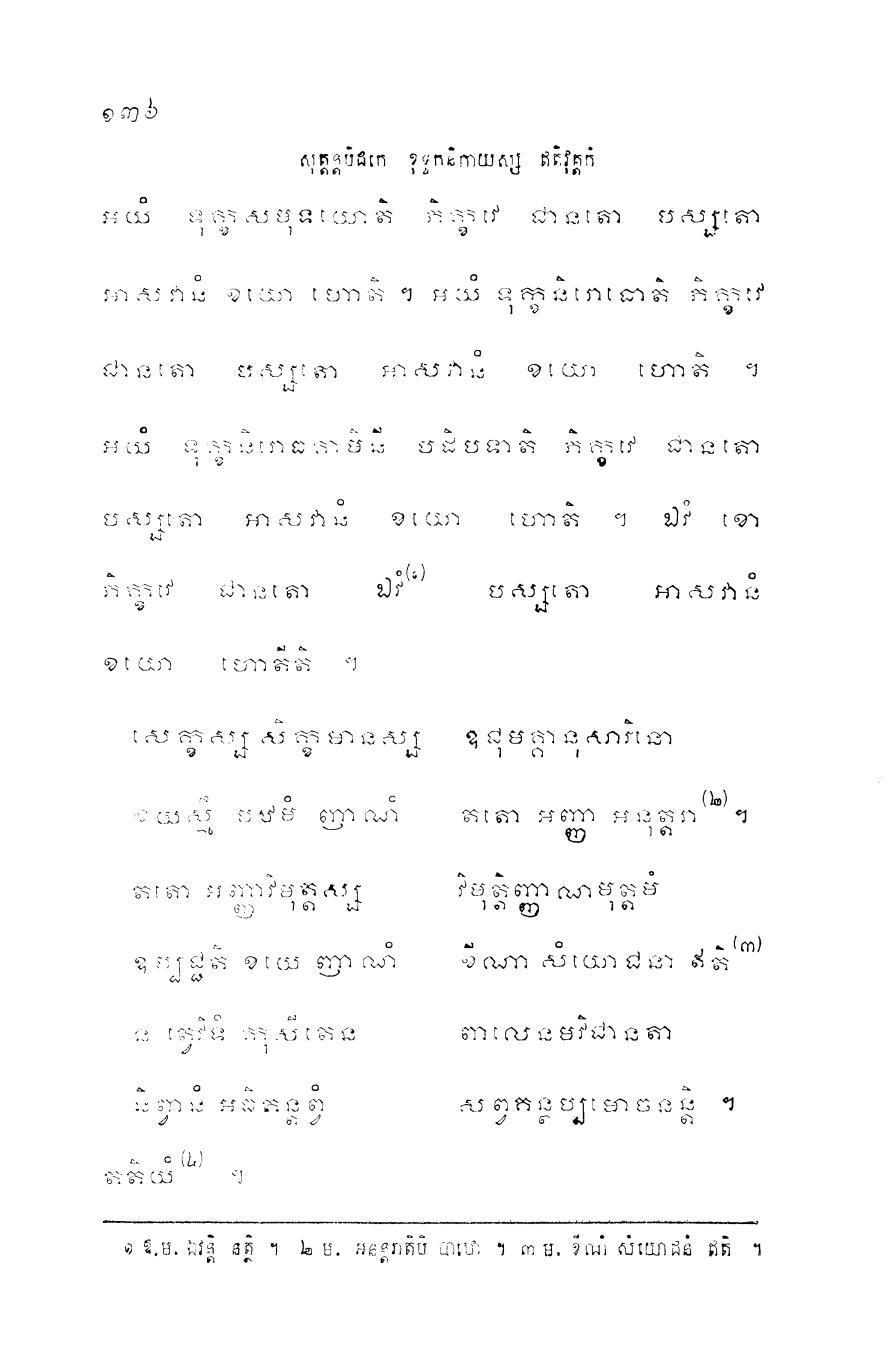 ១៣៦
សុត្តន្តបិដកេ ខុទ្ទកនិកាយស្ស ឥតិវុត្តកំ
អយំ ទុក្ខសមុទយោតិ ភិក្ខវេ ជានតោ បស្សតោ
អាសវានំ ខយោ ហោតិ ។ អយំ ទុក្ខនិរោធោតិ ភិក្ខវេ
ជានតោ បស្សតោ អាសវានំ ខយោ ហោតិ ។
អយំ ទុក្ខនិរោធគាមិនី បដិបទាតិ ភិក្ខវេ ជានតោ
បស្សតោ អាសវានំ ខយោ ហោតិ ។ ឯវំ ខោ
ភិក្ខវេ ជានតោ ឯវំ(១) បស្សតោ អាសវានំ
ខយោ ហោតីតិ ។
សេក្ខស្ស សិក្ខមានស្ស ឧជុមគ្គានុសារិនោ
ខយស្មឹ បឋមំ ញាណំ តតោ អញ្ញា អនុត្តរា(២) ។
តតោ អញ្ញាវិមុត្តស្ស វិមុត្តិញ្ញាណមុត្តមំ
ឧប្បជ្ជតិ ខយេ ញាណំ ខីណា សំយោជនា ឥតិ(៣)
ន ត្វេវិទំ កុសីតេន ពាលេនមវិជានតា
និព្វានំ អធិគន្តព្វំ សព្វគន្ថប្បមោចនន្តិ ។
តតិយំ(៤) ។
១ ឱ.ម. ឯវន្តិ នត្ថិ ។ ២ ម. អនន្តរាតិបិ បាឋោ ។ ៣ ម. ខីណំ សំយោជនំ ឥតិ ។